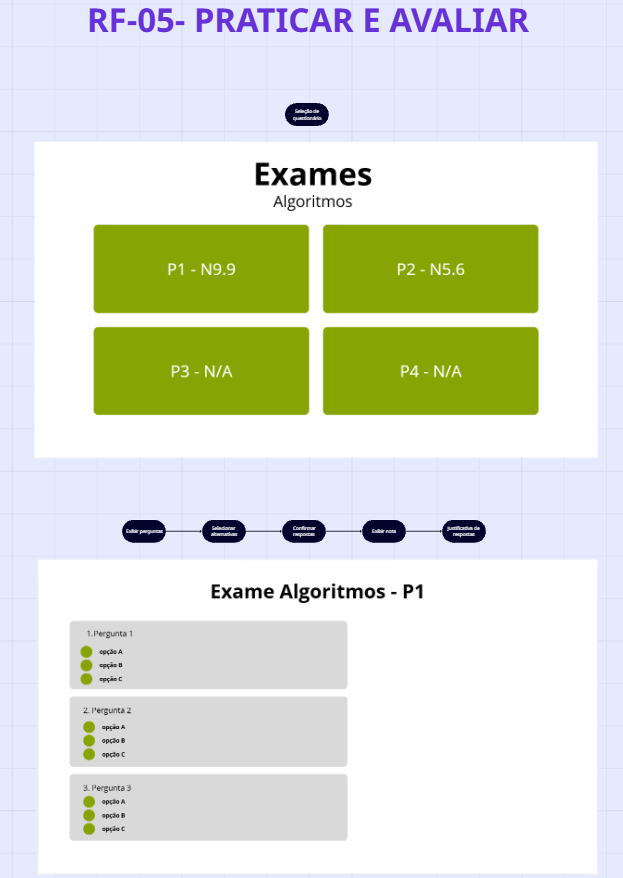 RF-05- PRATICAR E AVALIAR
Seleção de
questionário
Exames
Algoritmos
P1 - N9.9
P2 - N5.6
P3 - N/A
P4 - N/A
Exibir perguntas
Selecionar
alternativas
Confirmar
respostas
Exibir nota
Justificativa de
respostas
Exame Algoritmos - P1
1.Pergunta 1
opção A
opção B
opção C
2. Pergunta 2
opção A
opção B
opção C
3. Pergunta 3
opção A
opção B
opção C